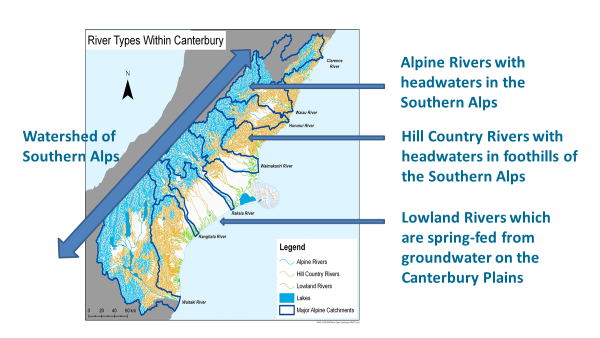 River Types Within Canterbury
N
Clarence
River
Waiau River
Hurunui River
Waimakariri River
Rakaia River
Rangitata River
Waitaki River
Legend
Alpine Rivers
Hill Country Rivers
Lowland Rivers
Lakes
Major Alpine Catchments
0 20 40 60 km
Watershed of
Southern Alps
Alpine Rivers with
headwaters in the
Southern Alps
Hill Country Rivers with
headwaters in foothills of
the Southern Alps
Lowland Rivers which
are spring-fed from
groundwater on the
Canterbury Plains